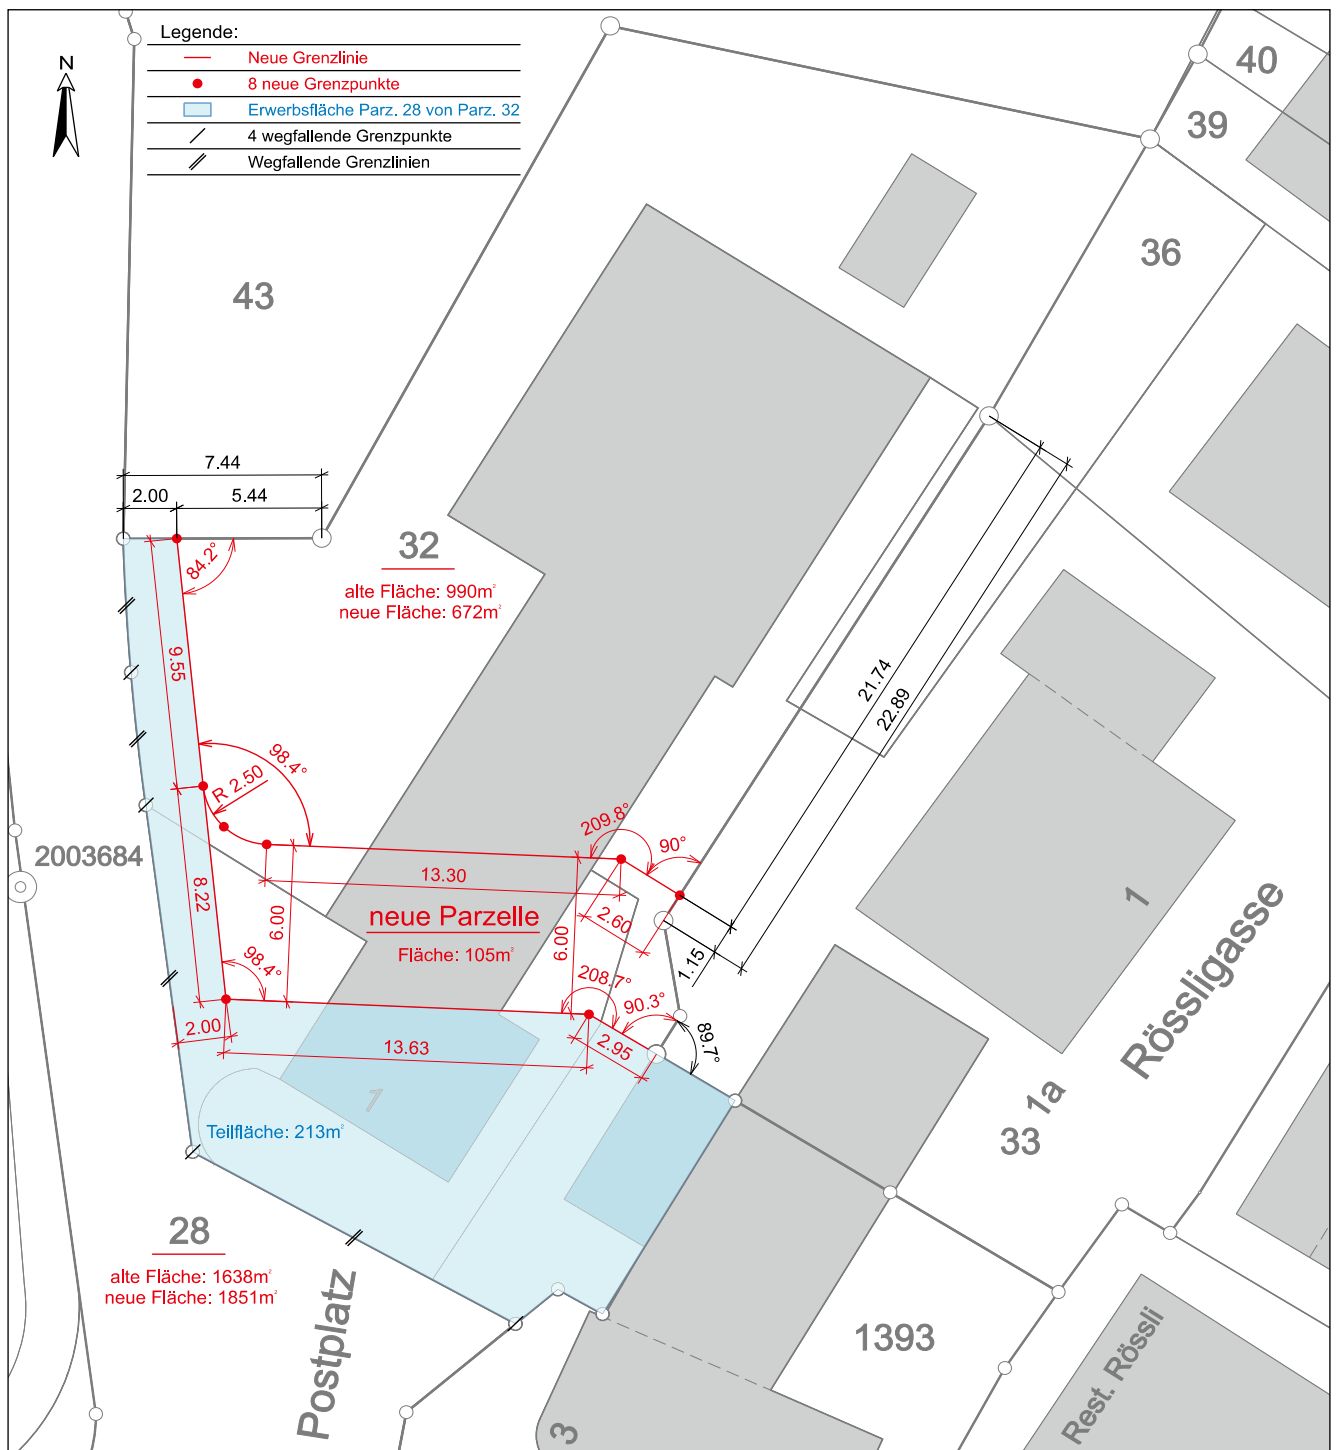 Legende:
N
Neue Grenzlinie
8 neue Grenzpunkte
Erwerbsfläche Parz. 28 von Parz. 32
4 wegfallende Grenzpunkte
Wegfallende Grenzlinien
40
39
36
43
7.44
2.00
5.44
32
alte Fläche: 990m²
neue Fläche: 672m²
84.2°
9.55
21.74
22.89
98.4°
R 2.50
209.8°
90°
2003684
13.30
8.22
6.00
neue Parzelle
Fläche: 105m²
6.00
2.60
1
1.15
98.4°
208.7°
90.3°
89.7°
2.00
13.63
2.95
Rössligasse
1
1a
33
Teilfläche: 213m²
28
alte Fläche: 1638m²
neue Fläche: 1851m²
Postplatz
1393
Rest. Rössli
3